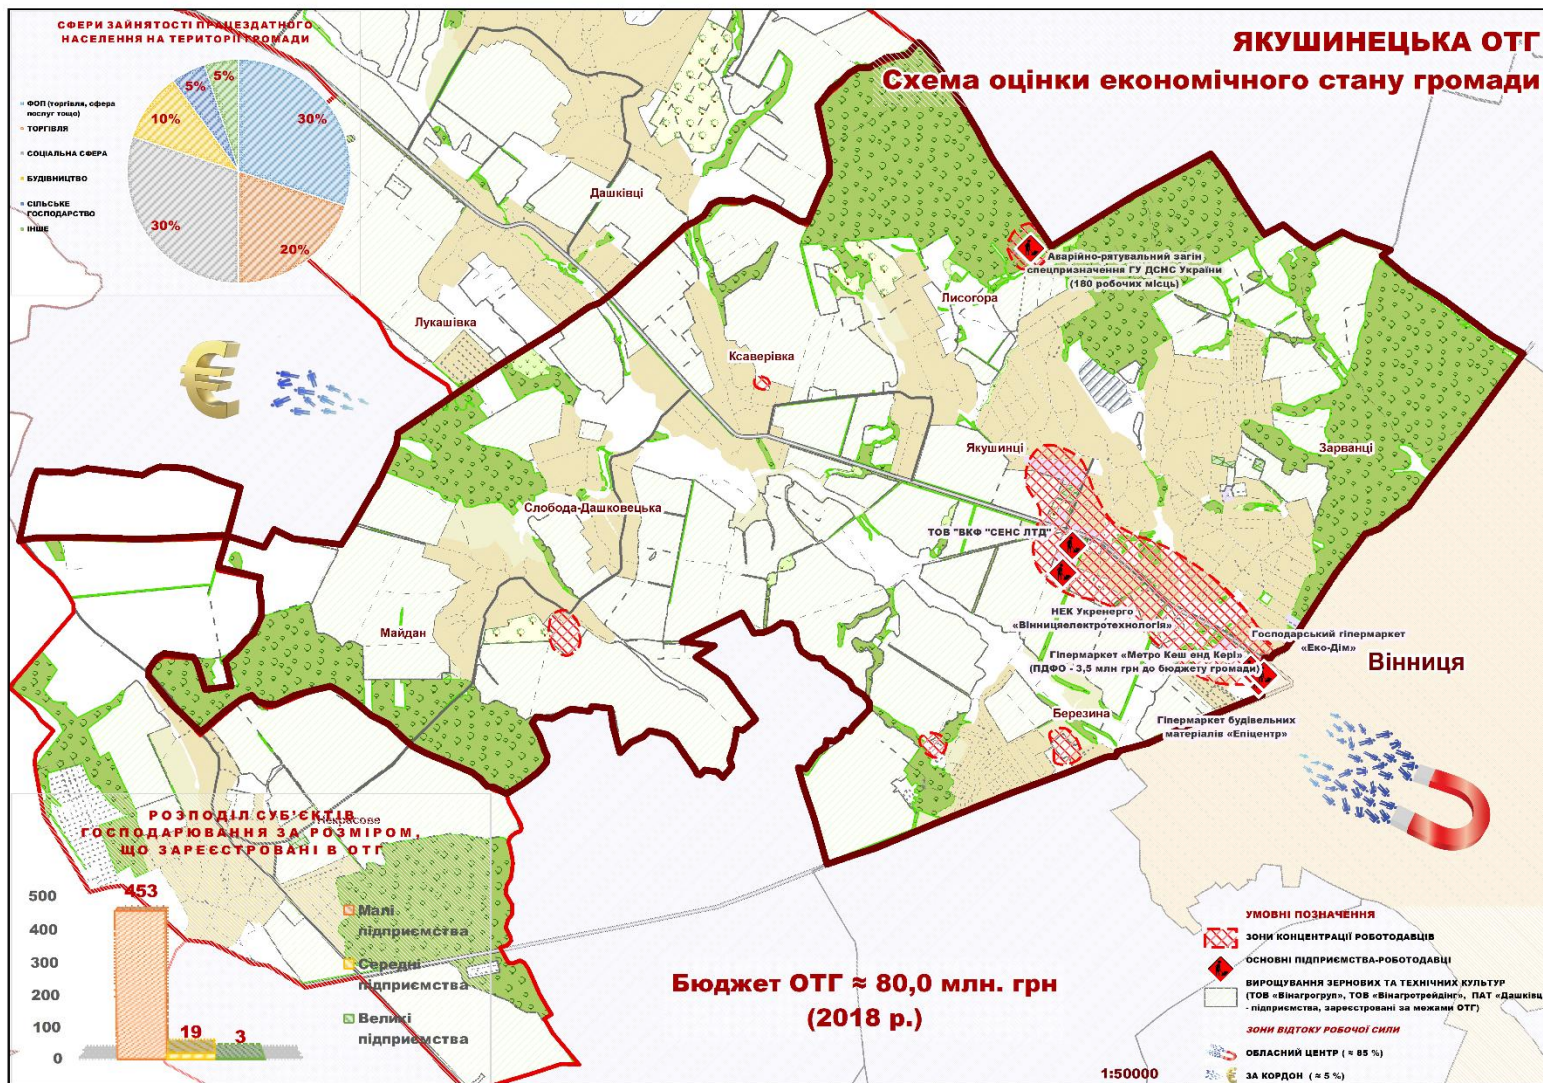 СФЕРИ ЗАЙНЯТОСТІ ПРАЦЕЗДАТНОГО
НАСЕЛЕННЯ НА ТЕРИТОРІЇ ГРОМАДИ
5%
5%
10%
30%
30%
20%
ФОП (торгівля, сфера
послуг тощо)
ТОРГІВЛЯ
СОЦІАЛЬНА СФЕРА
БУДІВНИЦТВО
СІЛЬСЬКЕ
ГОСПОДАРСТВО
ІНШЕ
ЯКУШИНЕЦЬКА ОТГ
Схема оцінки економічного стану громади
Дашківці
Лукашівка
Лисогора
Ксаверівка
Аварійно-рятувальний загін
спецпризначення ГУ ДСНС України
(180 робочих місць)
Якушинці
Зарванці
Слобода-Дашковецька
ТОВ "ВКФ "СЕНС ЛТД"
НЕК Укренерго
«Вінницяелектротехнологія»
Майдан
Господарський гіпермаркет
«Еко-Дім»
Гіпермаркет «Метро Кеш енд Кері»
(ПДФО - 3,5 млн грн до бюджету громади)
Вінниця
Березина
Гіпермаркет будівельних
матеріалів «Епіцентр»
Некрасове
РОЗПОДІЛ СУБ'ЄКТІВ
ГОСПОДАРЮВАННЯ ЗА РОЗМІРОМ,
ЩО ЗАРЕЄСТРОВАНІ В ОТГ
500
400
300
200
100
0
453
19
3
Малі
підприємства
Середні
підприємства
Великі
підприємства
Бюджет ОТГ ≈ 80,0 млн. грн
(2018 р.)
УМОВНІ ПОЗНАЧЕННЯ
ЗОНИ КОНЦЕНТРАЦІЇ РОБОТОДАВЦІВ
ОСНОВНІ ПІДПРИЄМСТВА-РОБОТОДАВЦІ
ВИРОЩУВАННЯ ЗЕРНОВИХ ТА ТЕХНІЧНИХ КУЛЬТУР
(ТОВ «Вінагрогруп», ТОВ «Вінагротрейдінг», ПАТ «Дашківці
- підприємства, зареєстровані за межами ОТГ)
ЗОНИ ВІДТОКУ РОБОЧОЇ СИЛИ
ОБЛАСНИЙ ЦЕНТР ( ≈ 85 %)
ЗА КОРДОН ( ≈ 5 %)
1:50000